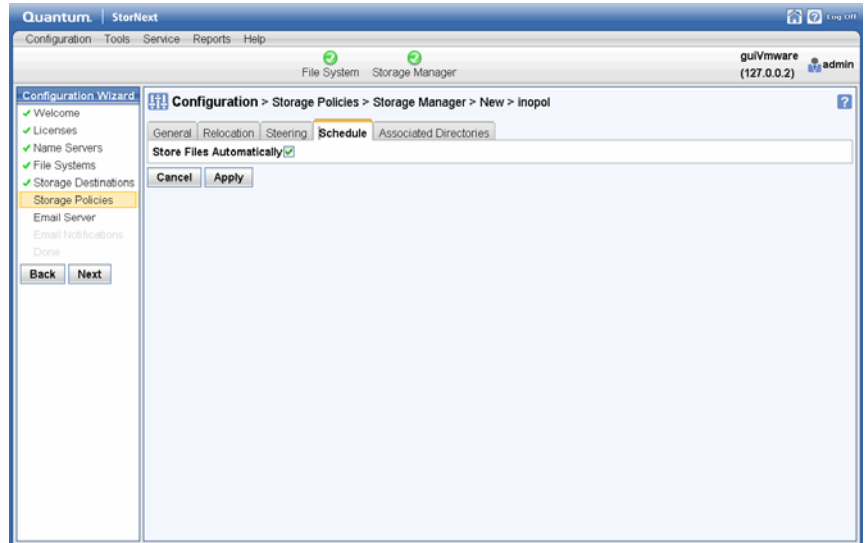 Quantum. StorNext
Log Off
Configuration Tools Service Reports Help
File System Storage Manager
guiVmware
(127.0.0.2)
admin
Configuration Wizard
Welcome
Licenses
Name Servers
File Systems
Storage Destinations
Storage Policies
Email Server
Email Notifications
Done
Back Next
Configuration > Storage Policies > Storage Manager > New > inopol
?
General Relocation Steering Schedule Associated Directories
Store Files Automatically
Cancel Apply